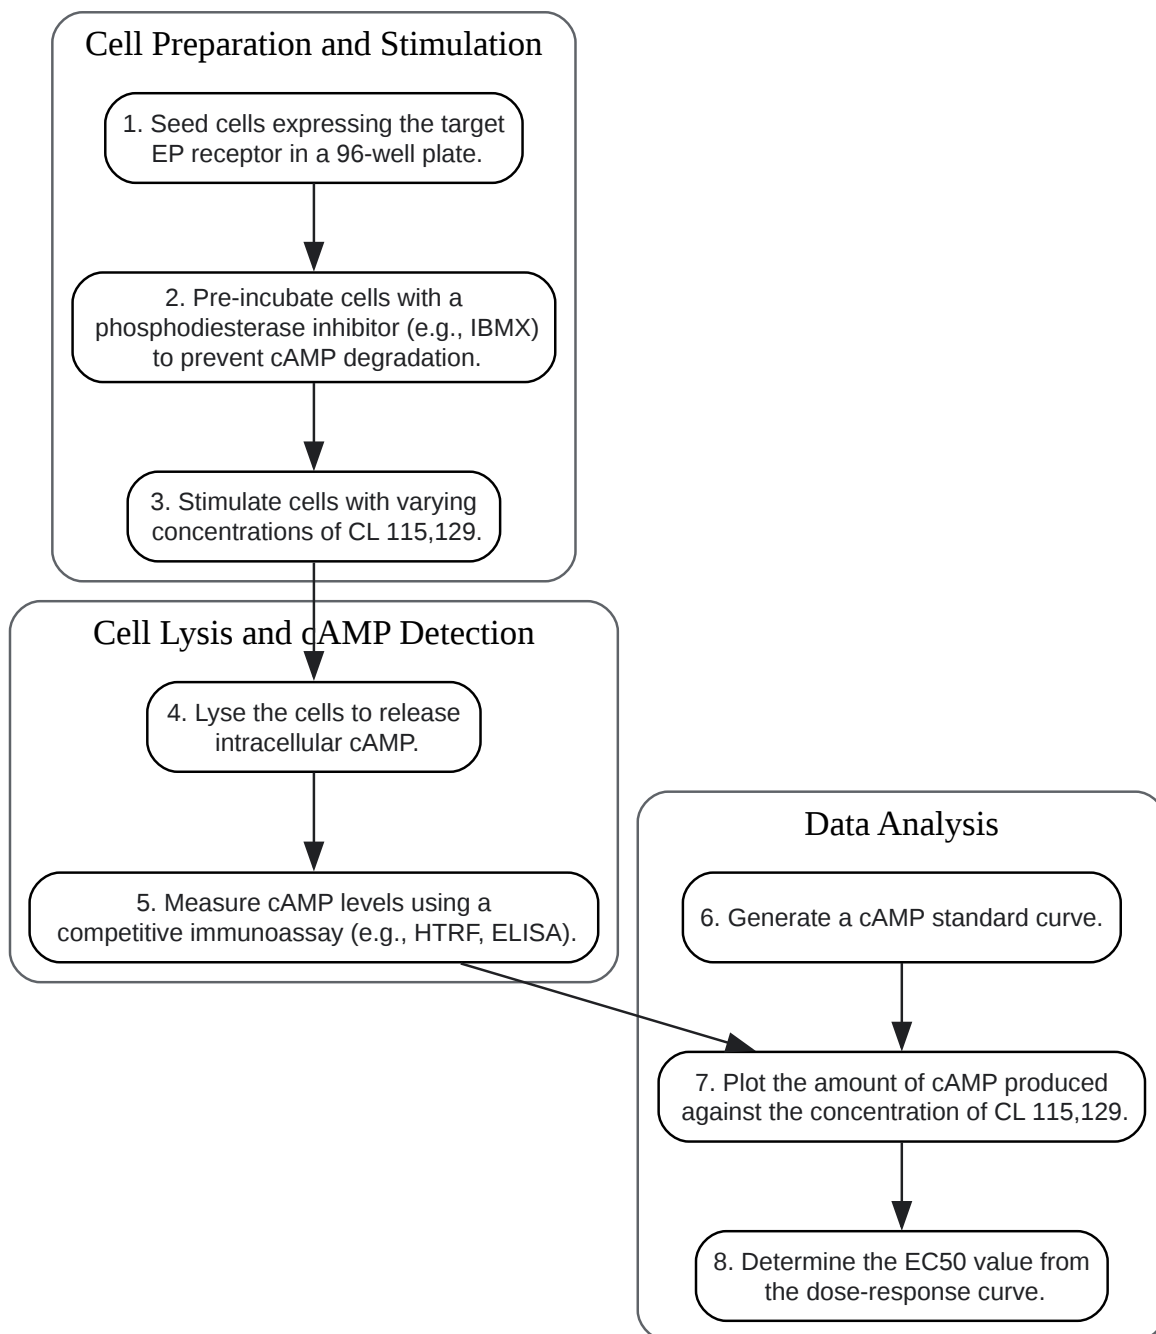 Cell Preparation and Stimulation
1. Seed cells expressing the target
EP receptor in a 96-well plate.
2. Pre-incubate cells with a
phosphodiesterase inhibitor (e.g., IBMX)
to prevent cAMP degradation.
3. Stimulate cells with varying
concentrations of CL 115,129.
Cell Lysis and cAMP Detection
4. Lyse the cells to release
intracellular cAMP.
5. Measure cAMP levels using a
competitive immunoassay (e.g., HTRF, ELISA).
Data Analysis
6. Generate a cAMP standard curve.
7. Plot the amount of cAMP produced
against the concentration of CL 115,129.
8. Determine the EC50 value from
the dose-response curve.